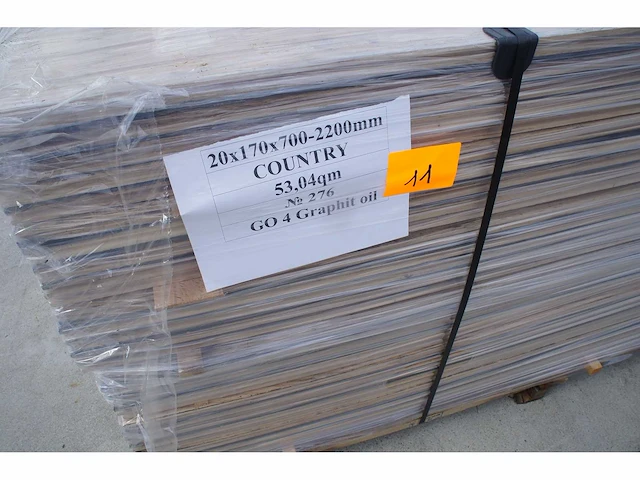 20x170x700-2200mm
COUNTRY
53,04qm
№ 276
GO 4 Graphit oil
11